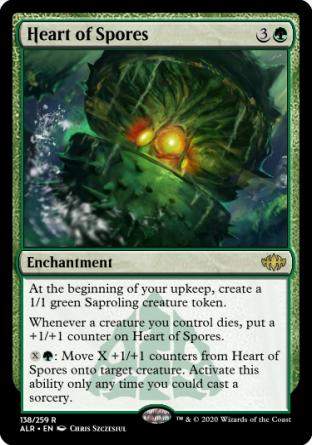 Heart of Spores 3
Enchantment
At the beginning of your upkeep, create a
1/1 green Saproling creature token.
Whenever a creature you control dies, put a
+1/+1 counter on Heart of Spores.
X : Move X +1/+1 counters from Heart of
Spores onto target creature. Activate this
ability only any time you could cast a
sorcery.
138/259 R
ALR • EN Chris Szczesiul
™ & © 2020 Wizards of the Coast